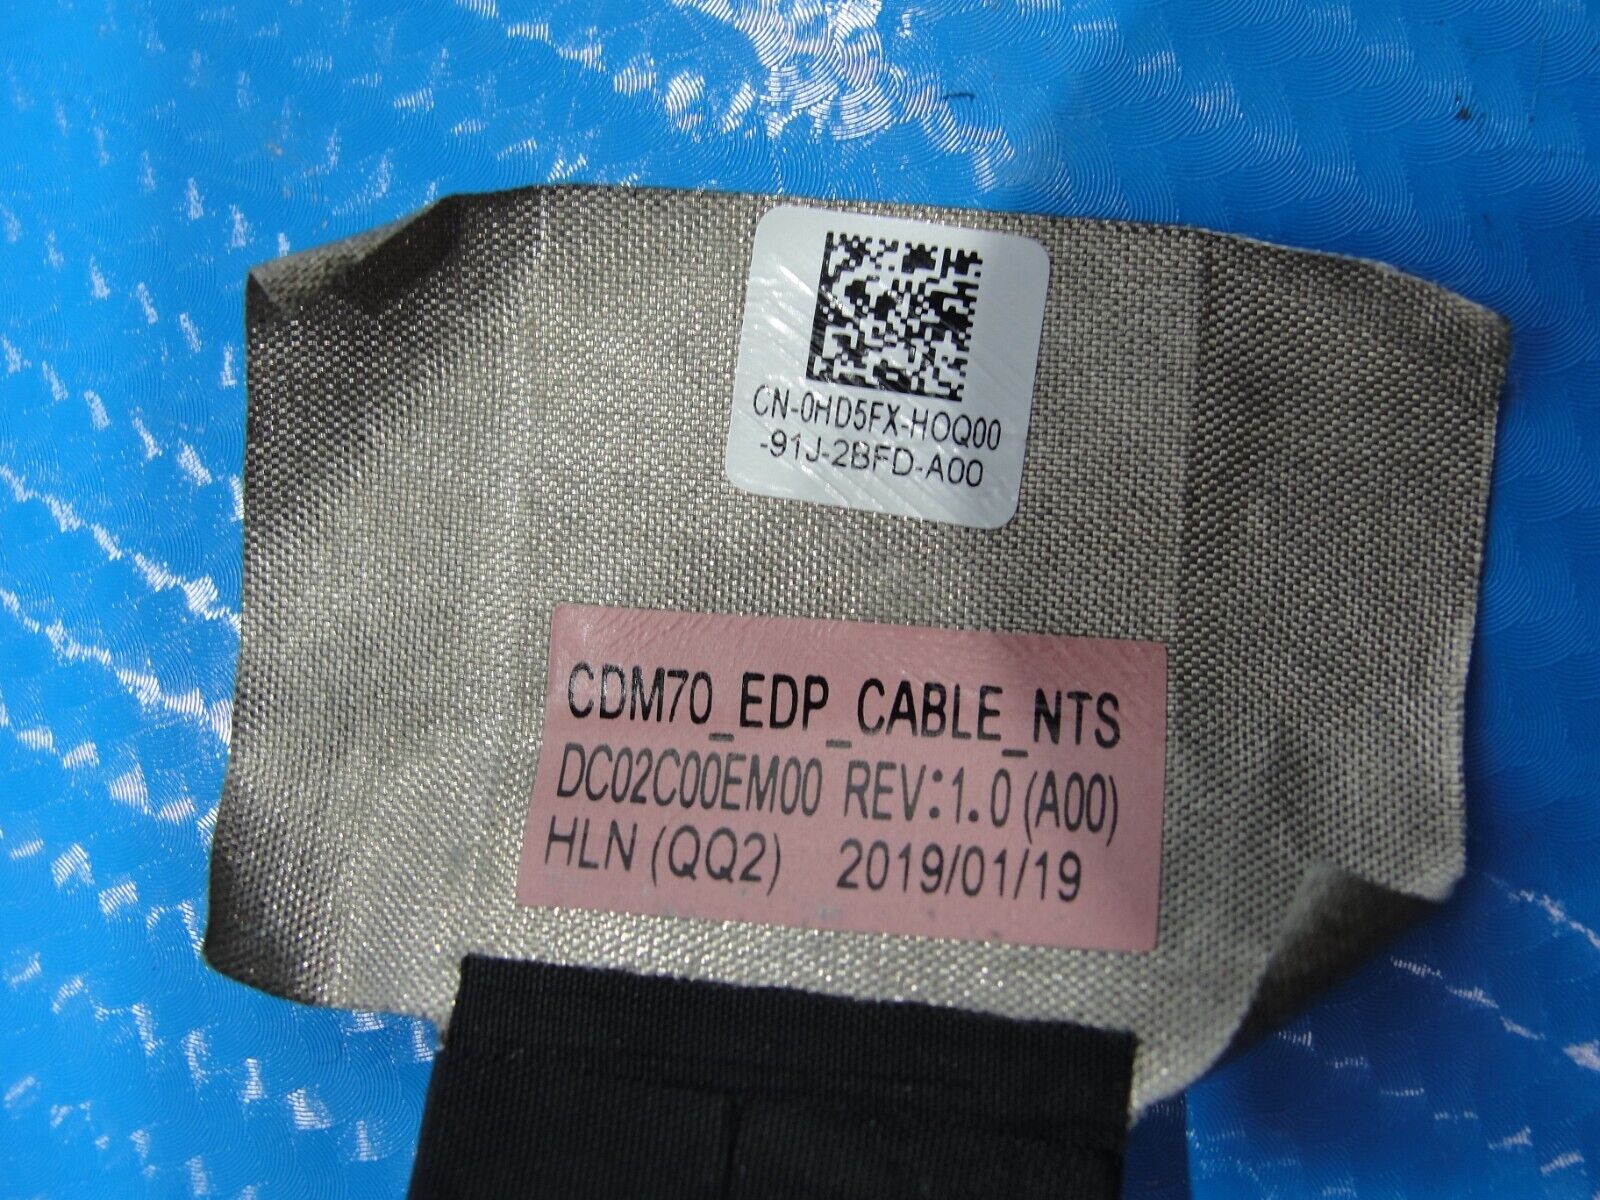 CN-0HD5FX-HOQ00
-91J-2BFD-A00
CDM70_EDP_CABLE_NTS
DC02C00EM00 REV:1.0 (A00)
HLN (QQ2) 2019/01/19